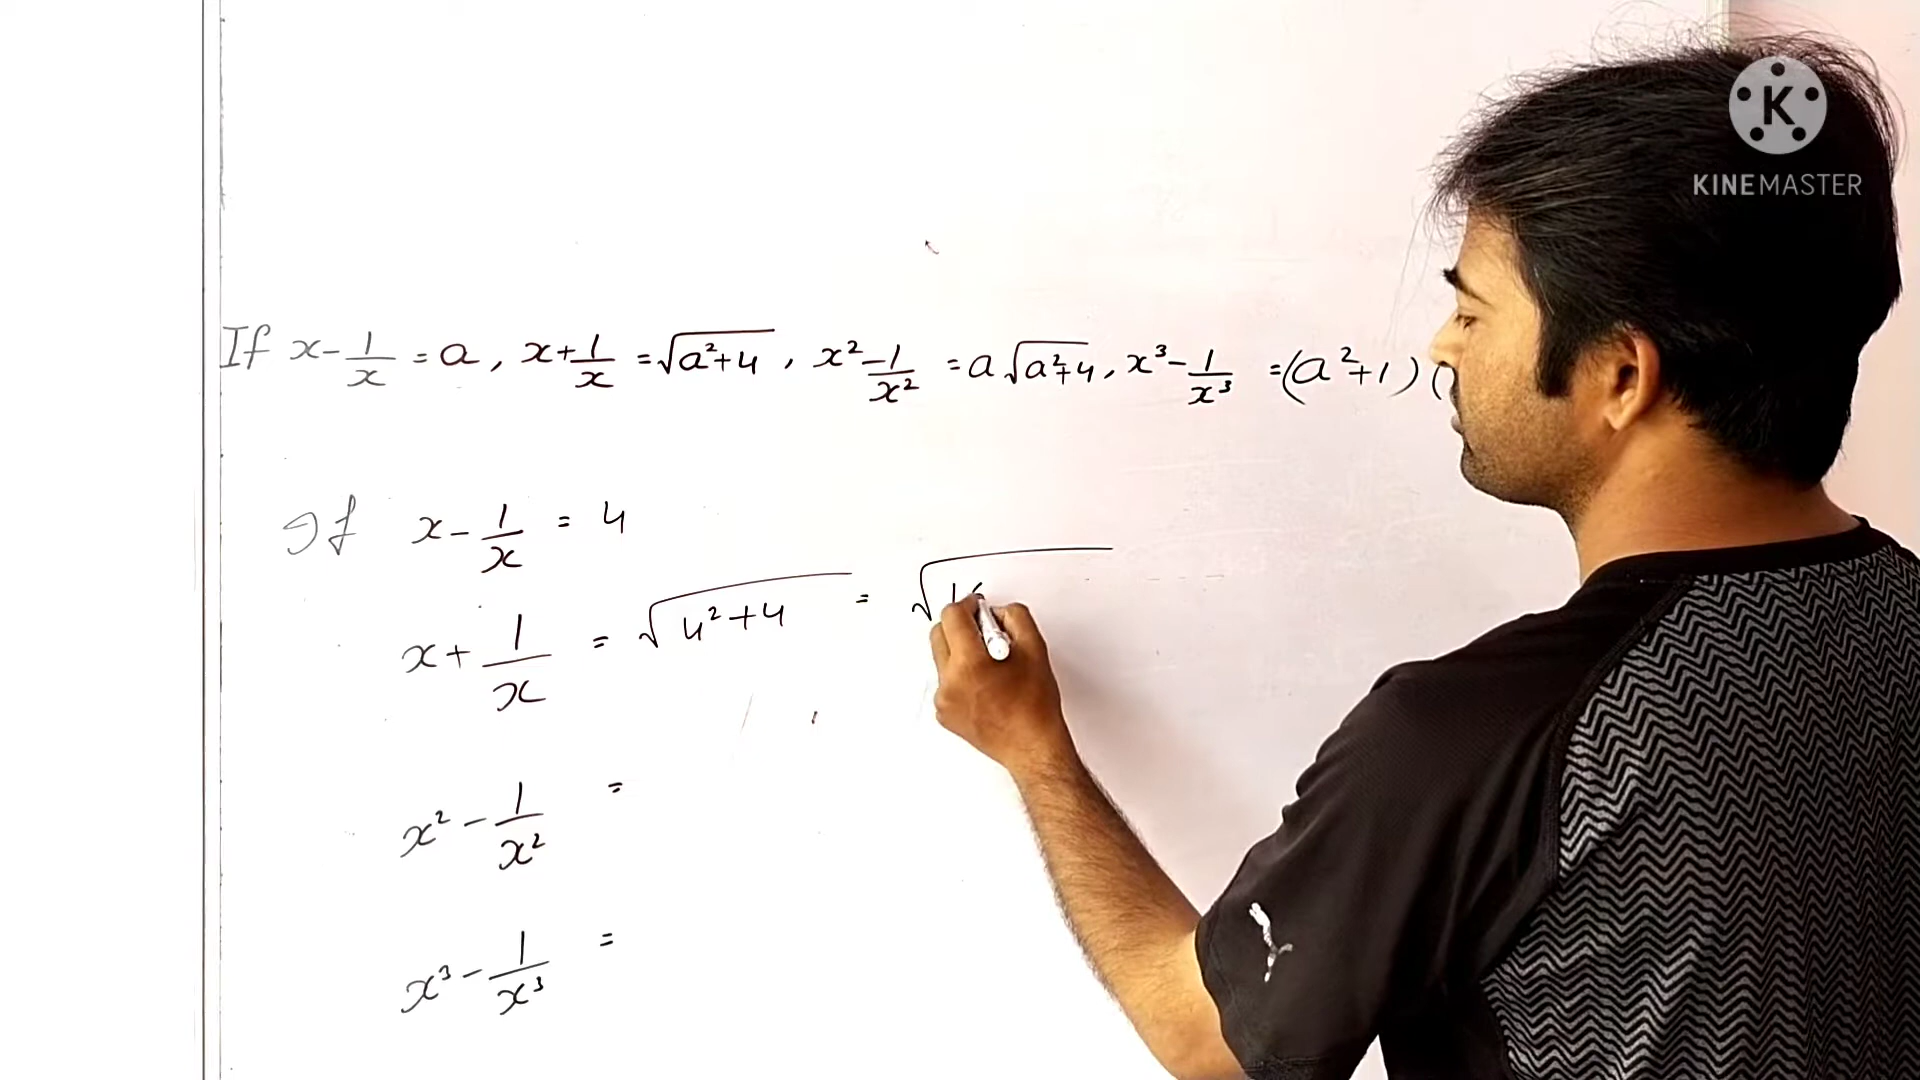 If x - 1/x = a, x + 1/x = √(a²+4), x² - 1/x² = a√(a²+4), x³ - 1/x³ = (a²+1)(
If x - 1/x = 4
x + 1/x = √(4²+4) = √16
x² - 1/x² =
x³ - 1/x³ =
K
KINEMASTER